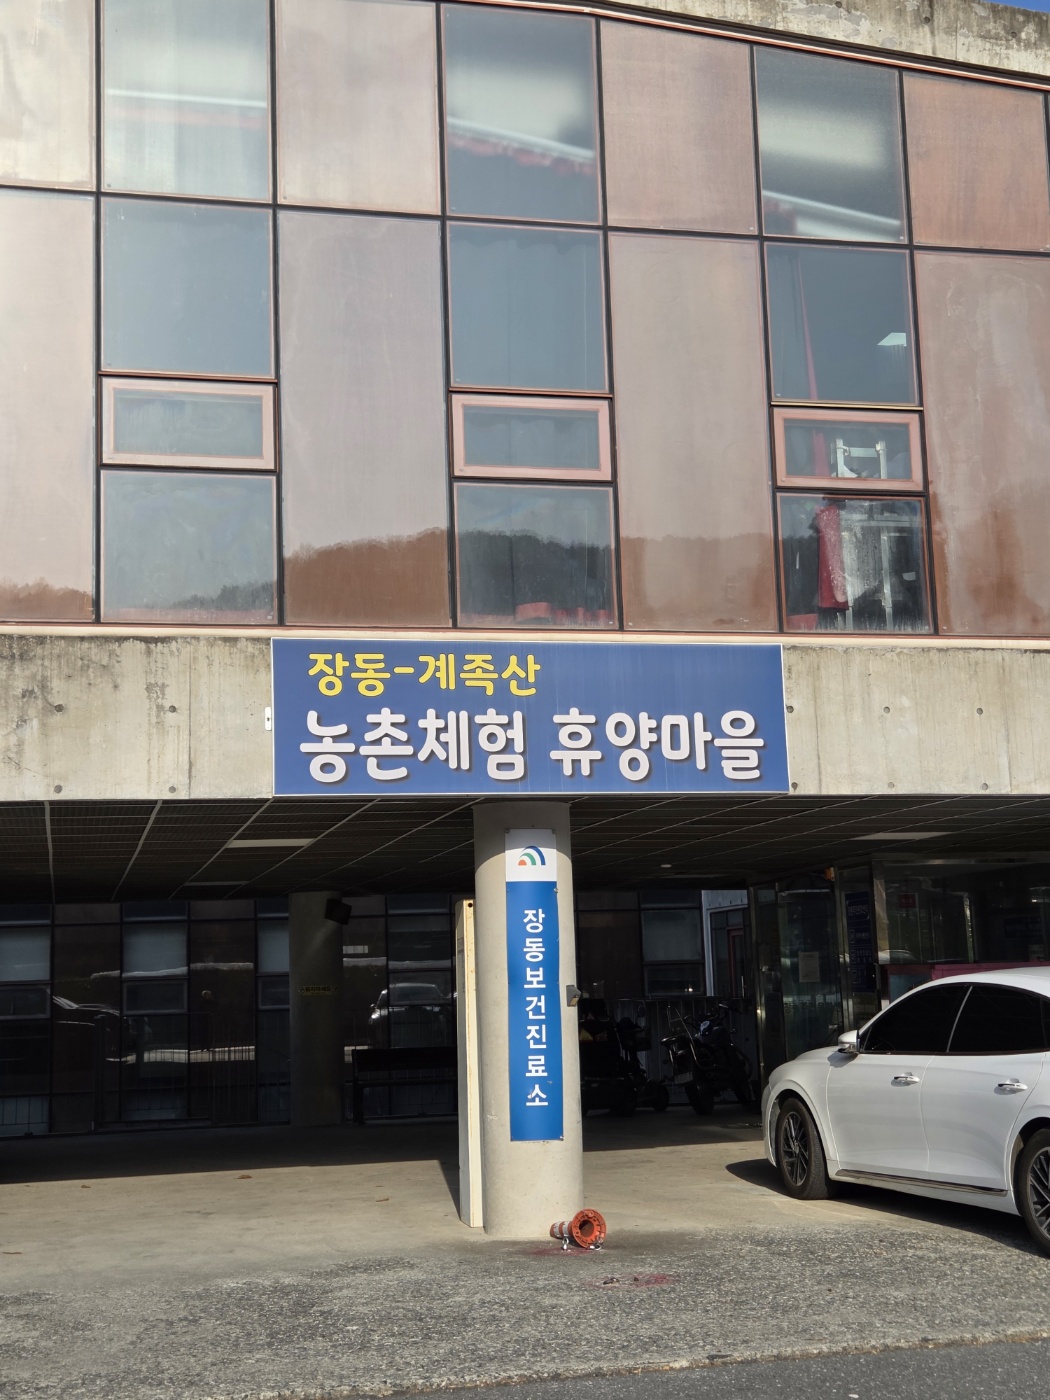 장동-계족산
농촌체험 휴양마을
장동보건진료소